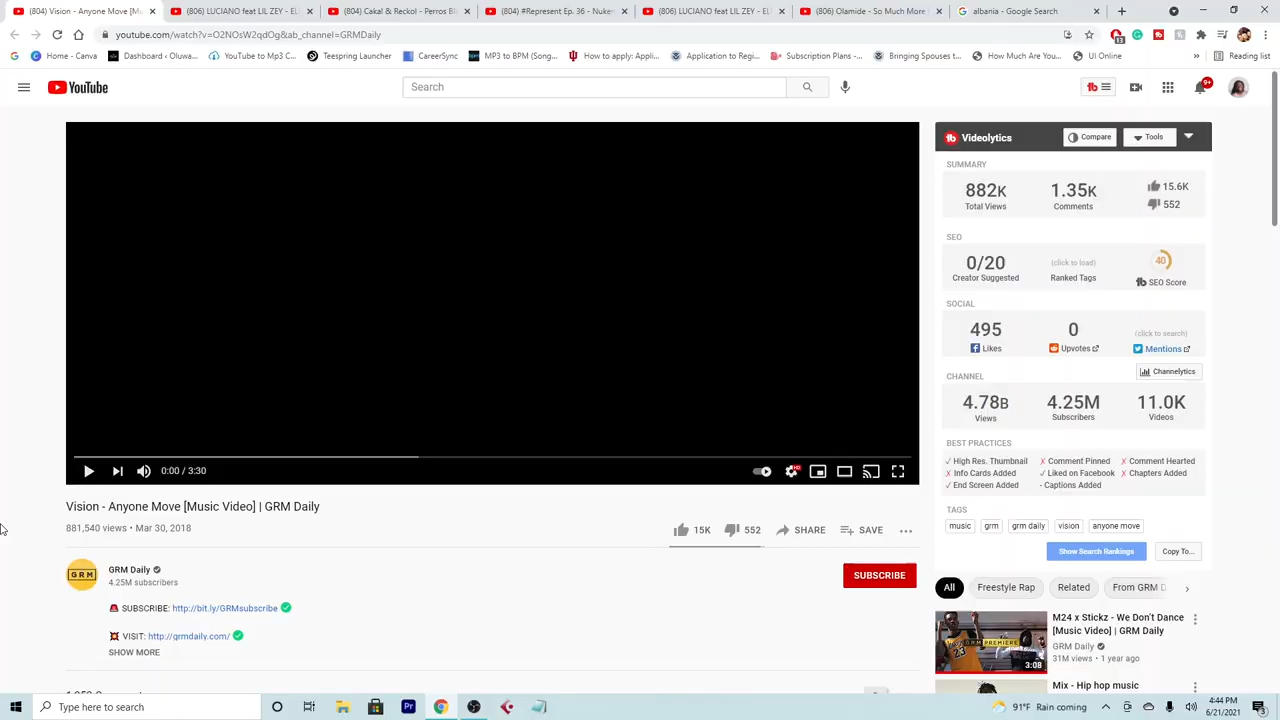 (804) Vision - Anyone Move [Mu
(806) LUCIANO feat LIL ZEY - EL
(804) Cakal & Reckol - Perros Bl
(804) #Repent Ep. 36 - Nuke
(806) LUCIANO feat LIL ZEY - EL
(806) Olamide - So Much More
albania - Google Search
youtube.com/watch?v=O2NOsW2qdOg&ab_channel=GRMDaily
Home - Canva
Dashboard ‹ Oluwa...
YouTube to Mp3 C...
Teespring Launcher
CareerSync
MP3 to BPM (Song...
How to apply: Appli...
Application to Regi...
Subscription Plans -...
Bringing Spouses t...
How Much Are You...
UI Online
»
Reading list
YouTube
Search
9+
Videolytics
Compare
Tools
SUMMARY
882K
Total Views
1.35K
Comments
15.6K
552
SEO
0/20
Creator Suggested
(click to load)
Ranked Tags
40
SEO Score
SOCIAL
495
Likes
0
Upvotes
(click to search)
Mentions
CHANNEL
Channelytics
4.78B
Views
4.25M
Subscribers
11.0K
Videos
BEST PRACTICES
✓ High Res. Thumbnail
✗ Comment Pinned
✗ Comment Hearted
✗ Info Cards Added
✓ Liked on Facebook
✗ Chapters Added
✓ End Screen Added
- Captions Added
TAGS
music
grm
grm daily
vision
anyone move
Show Search Rankings
Copy To...
0:00 / 3:30
HD
Vision - Anyone Move [Music Video] | GRM Daily
881,540 views • Mar 30, 2018
15K
552
SHARE
SAVE
GRM
GRM Daily
4.25M subscribers
SUBSCRIBE
SUBSCRIBE: http://bit.ly/GRMsubscribe
VISIT: http://grmdaily.com/
SHOW MORE
All
Freestyle Rap
Related
From GRM D
M24 x Stickz - We Don't Dance
[Music Video] | GRM Daily
GRM Daily
31M views • 1 year ago
3:08
Mix - Hip hop music
Type here to search
Pr
91°F Rain coming
4:44 PM
6/21/2021